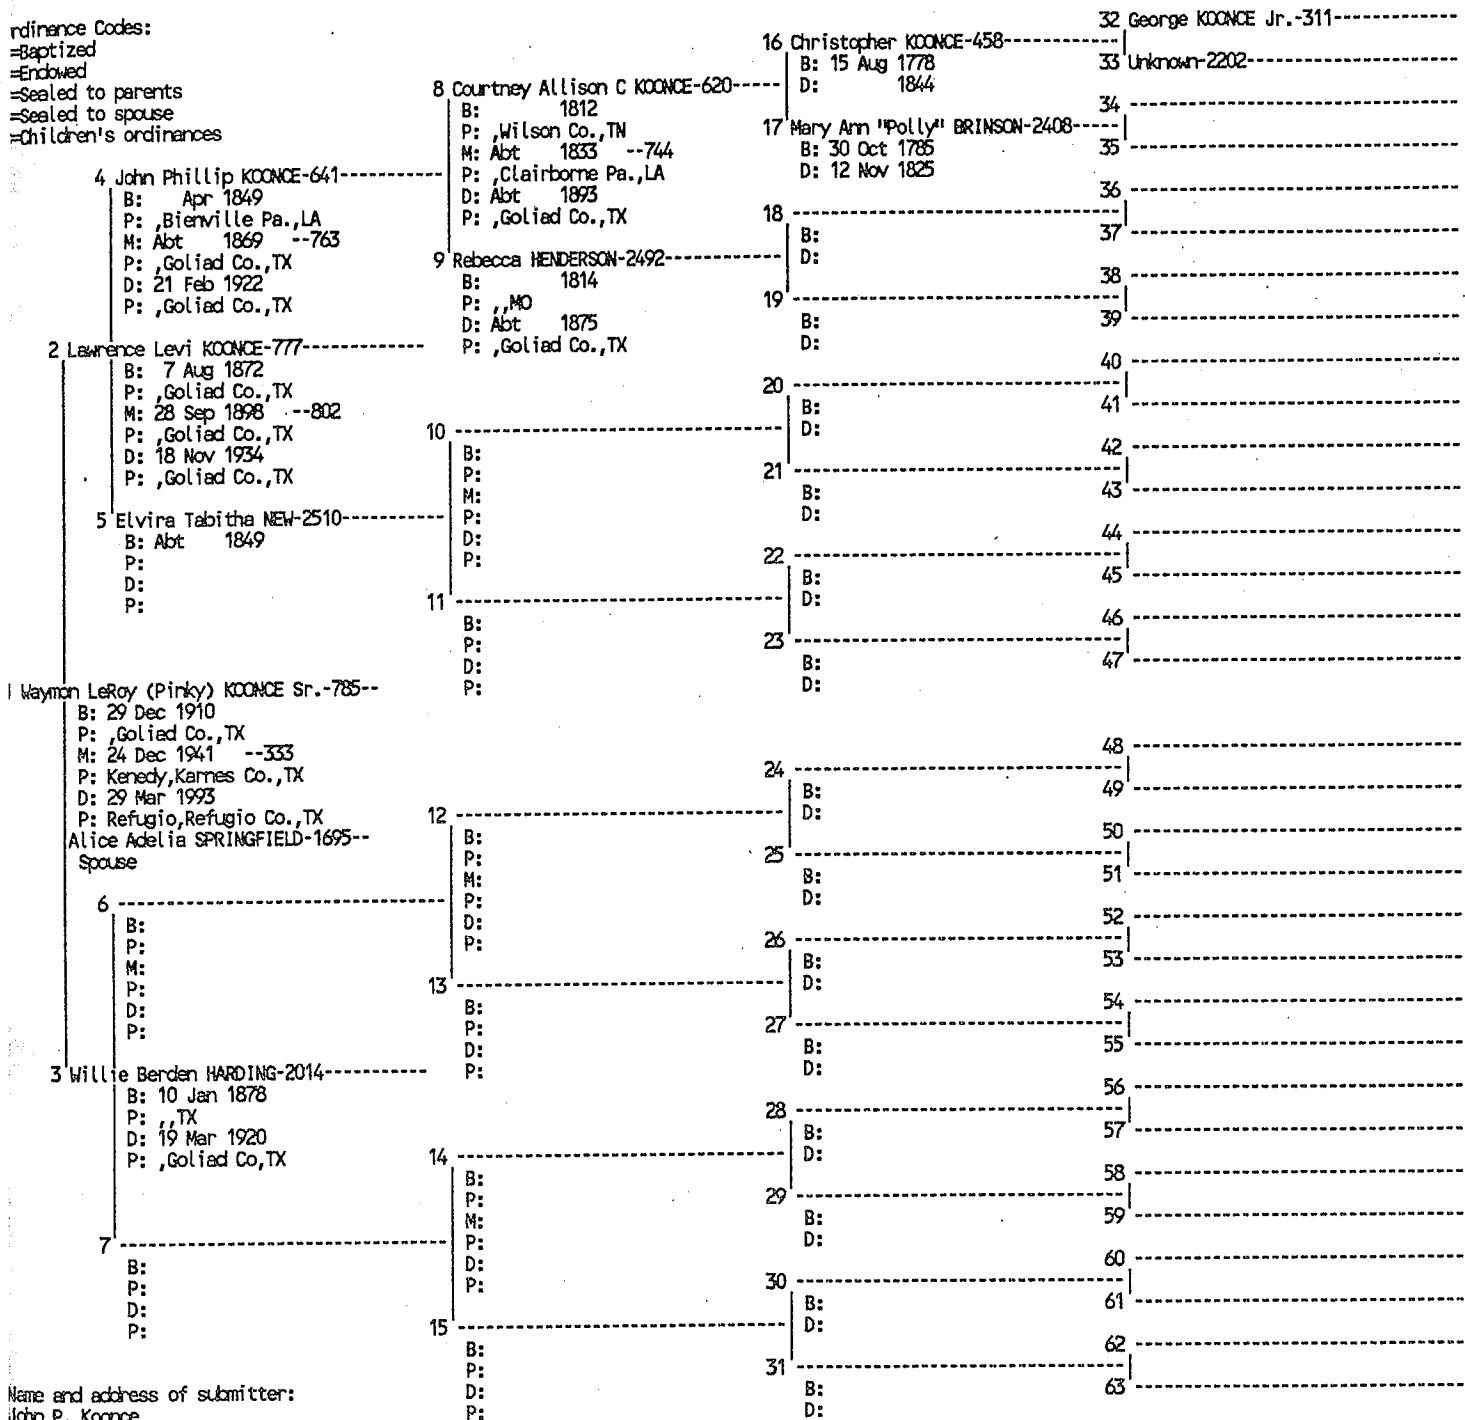 rdinance Codes:
=Baptized
=Endowed
=Sealed to parents
=Sealed to spouse
=Children's ordinances
4 John Phillip KOONCE-641-----------
B: Apr 1849
P: ,Bienville Pa.,LA
M: Abt 1869 --763
P: ,Goliad Co.,TX
D: 21 Feb 1922
P: ,Goliad Co.,TX
2 Lawrence Levi KOONCE-777-------------
B: 7 Aug 1872
P: ,Goliad Co.,TX
M: 28 Sep 1898 --802
P: ,Goliad Co.,TX
D: 18 Nov 1934
P: ,Goliad Co.,TX
5 Elvira Tabitha NEW-2510-----------
B: Abt 1849
P:
D:
P:
Waymon LeRoy (Pinky) KOONCE Sr.-785--
B: 29 Dec 1910
P: ,Goliad Co.,TX
M: 24 Dec 1941 --333
P: Kenedy,Karnes Co.,TX
D: 29 Mar 1993
P: Refugio,Refugio Co.,TX
Alice Adelia SPRINGFIELD-1695--
Spouse
6
B:
P:
M:
P:
D:
P:
3 Willie Berden HARDING-2014-----------
B: 10 Jan 1878
P: ,,TX
D: 19 Mar 1920
P: ,Goliad Co,TX
7
B:
P:
D:
P:
Name and address of submitter:
John P. Koonce
8 Courtney Allison C KOONCE-620-----
B: 1812
P: ,Wilson Co.,TN
M: Abt 1833 --744
P: ,Clairborne Pa.,LA
D: Abt 1893
P: ,Goliad Co.,TX
9 Rebecca HENDERSON-2492------------
B: 1814
P: ,,MO
D: Abt 1875
P: ,Goliad Co.,TX
10
B:
P:
M:
P:
D:
P:
11
B:
P:
D:
P:
12
B:
P:
M:
P:
D:
P:
13
B:
P:
D:
P:
14
B:
P:
M:
P:
D:
P:
15
B:
P:
D:
P:
16 Christopher KOONCE-458------------
B: 15 Aug 1778
D: 1844
17 Mary Ann "Polly" BRINSON-2408-----
B: 30 Oct 1785
D: 12 Nov 1825
18
B:
D:
19
B:
D:
20
B:
D:
21
B:
D:
22
B:
D:
23
B:
D:
24
B:
D:
25
B:
D:
26
B:
D:
27
B:
D:
28
B:
D:
29
B:
D:
30
B:
D:
31
B:
D:
32 George KOONCE Jr.-311-------------
33 Unknown-2202-------------
34
35
36
37
38
39
40
41
42
43
44
45
46
47
48
49
50
51
52
53
54
55
56
57
58
59
60
61
62
63